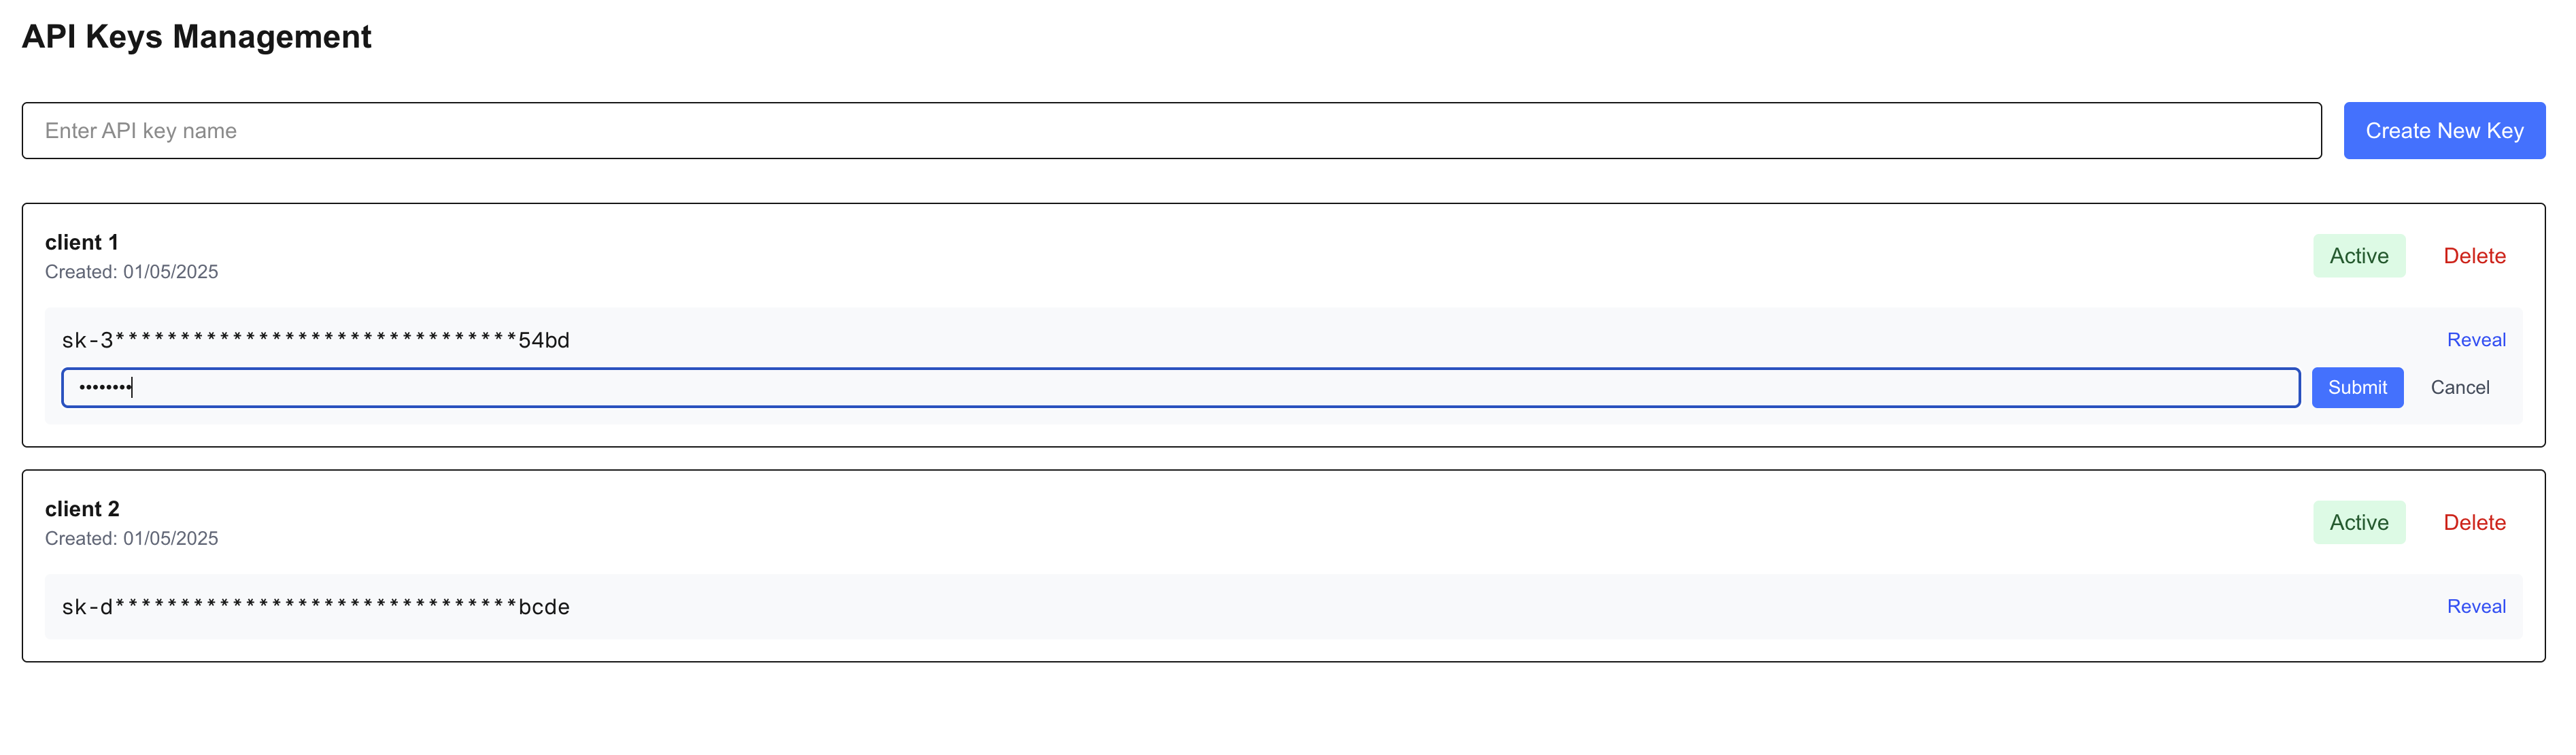 API Keys Management
Enter API key name
Create New Key
client 1
Created: 01/05/2025
Active
Delete
sk-3*******************************54bd
Reveal
••••••••
Submit
Cancel
client 2
Created: 01/05/2025
Active
Delete
sk-d*******************************bcde
Reveal